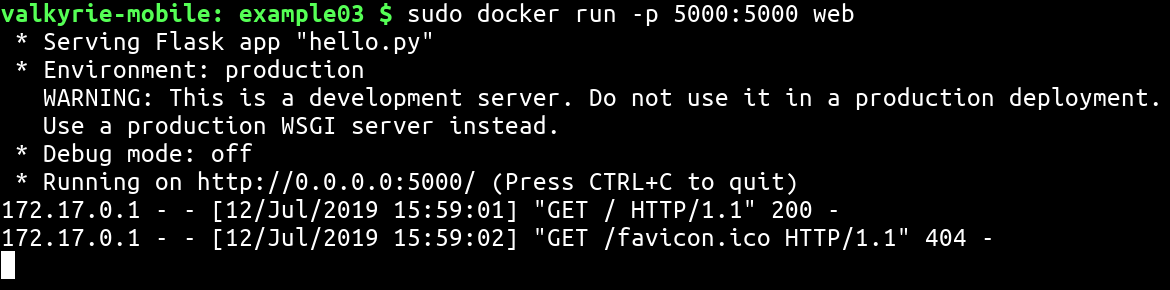 valkyrie-mobile: example03 $ sudo docker run -p 5000:5000 web
 * Serving Flask app "hello.py"
 * Environment: production
   WARNING: This is a development server. Do not use it in a production deployment.
   Use a production WSGI server instead.
 * Debug mode: off
 * Running on http://0.0.0.0:5000/ (Press CTRL+C to quit)
172.17.0.1 - - [12/Jul/2019 15:59:01] "GET / HTTP/1.1" 200 -
172.17.0.1 - - [12/Jul/2019 15:59:02] "GET /favicon.ico HTTP/1.1" 404 -